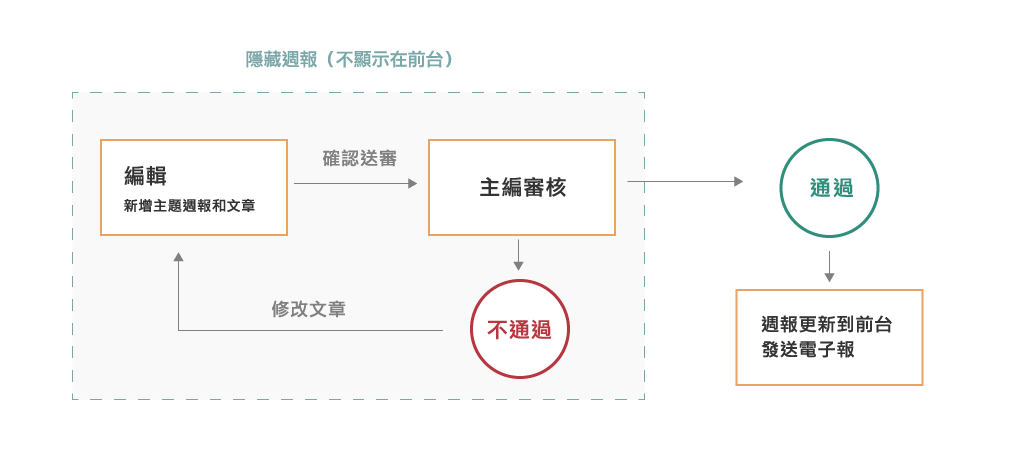 隱藏週報（不顯示在前台）
編輯
新增主題週報和文章
確認送審
主編審核
通過
修改文章
不通過
週報更新到前台
發送電子報